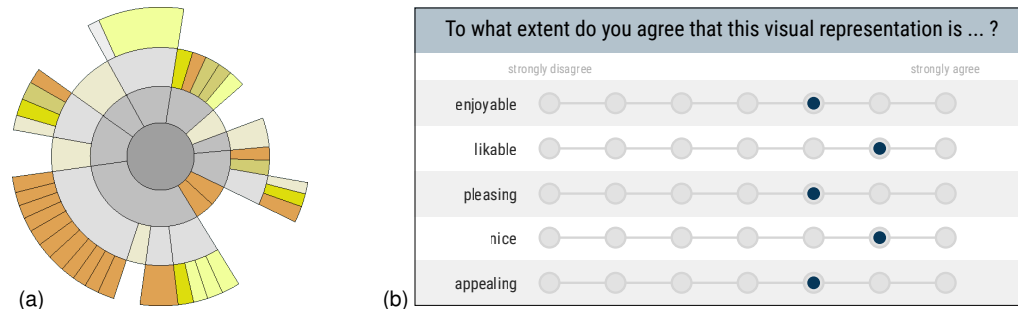 To what extent do you agree that this visual representation is ... ?
strongly disagree strongly agree
enjoyable
likable
pleasing
nice
appealing
(a) (b)